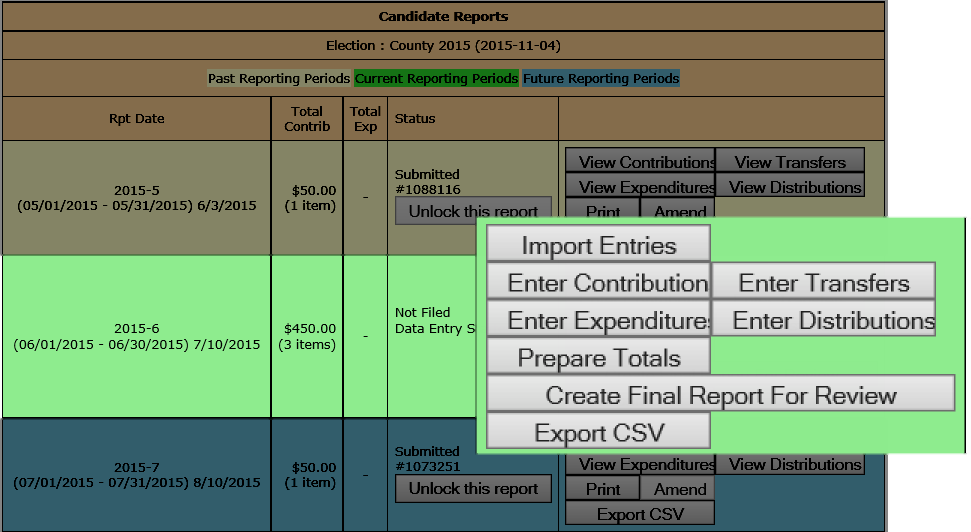 Candidate Reports
Election : County 2015 (2015-11-04)
Past Reporting Periods Current Reporting Periods Future Reporting Periods
Rpt Date
Total
Contrib
Total
Exp
Status
2015-5
(05/01/2015 - 05/31/2015) 6/3/2015
$50.00
(1 item)
-
Submitted
#1088116
Unlock this report
View Contributions View Transfers
View Expenditures View Distributions
Print Amend
2015-6
(06/01/2015 - 06/30/2015) 7/10/2015
$450.00
(3 items)
-
Not Filed
Data Entry S
Import Entries
Enter Contribution Enter Transfers
Enter Expenditures Enter Distributions
Prepare Totals
Create Final Report For Review
Export CSV
2015-7
(07/01/2015 - 07/31/2015) 8/10/2015
$50.00
(1 item)
-
Submitted
#1073251
Unlock this report
View Expenditures View Distributions
Print Amend
Export CSV